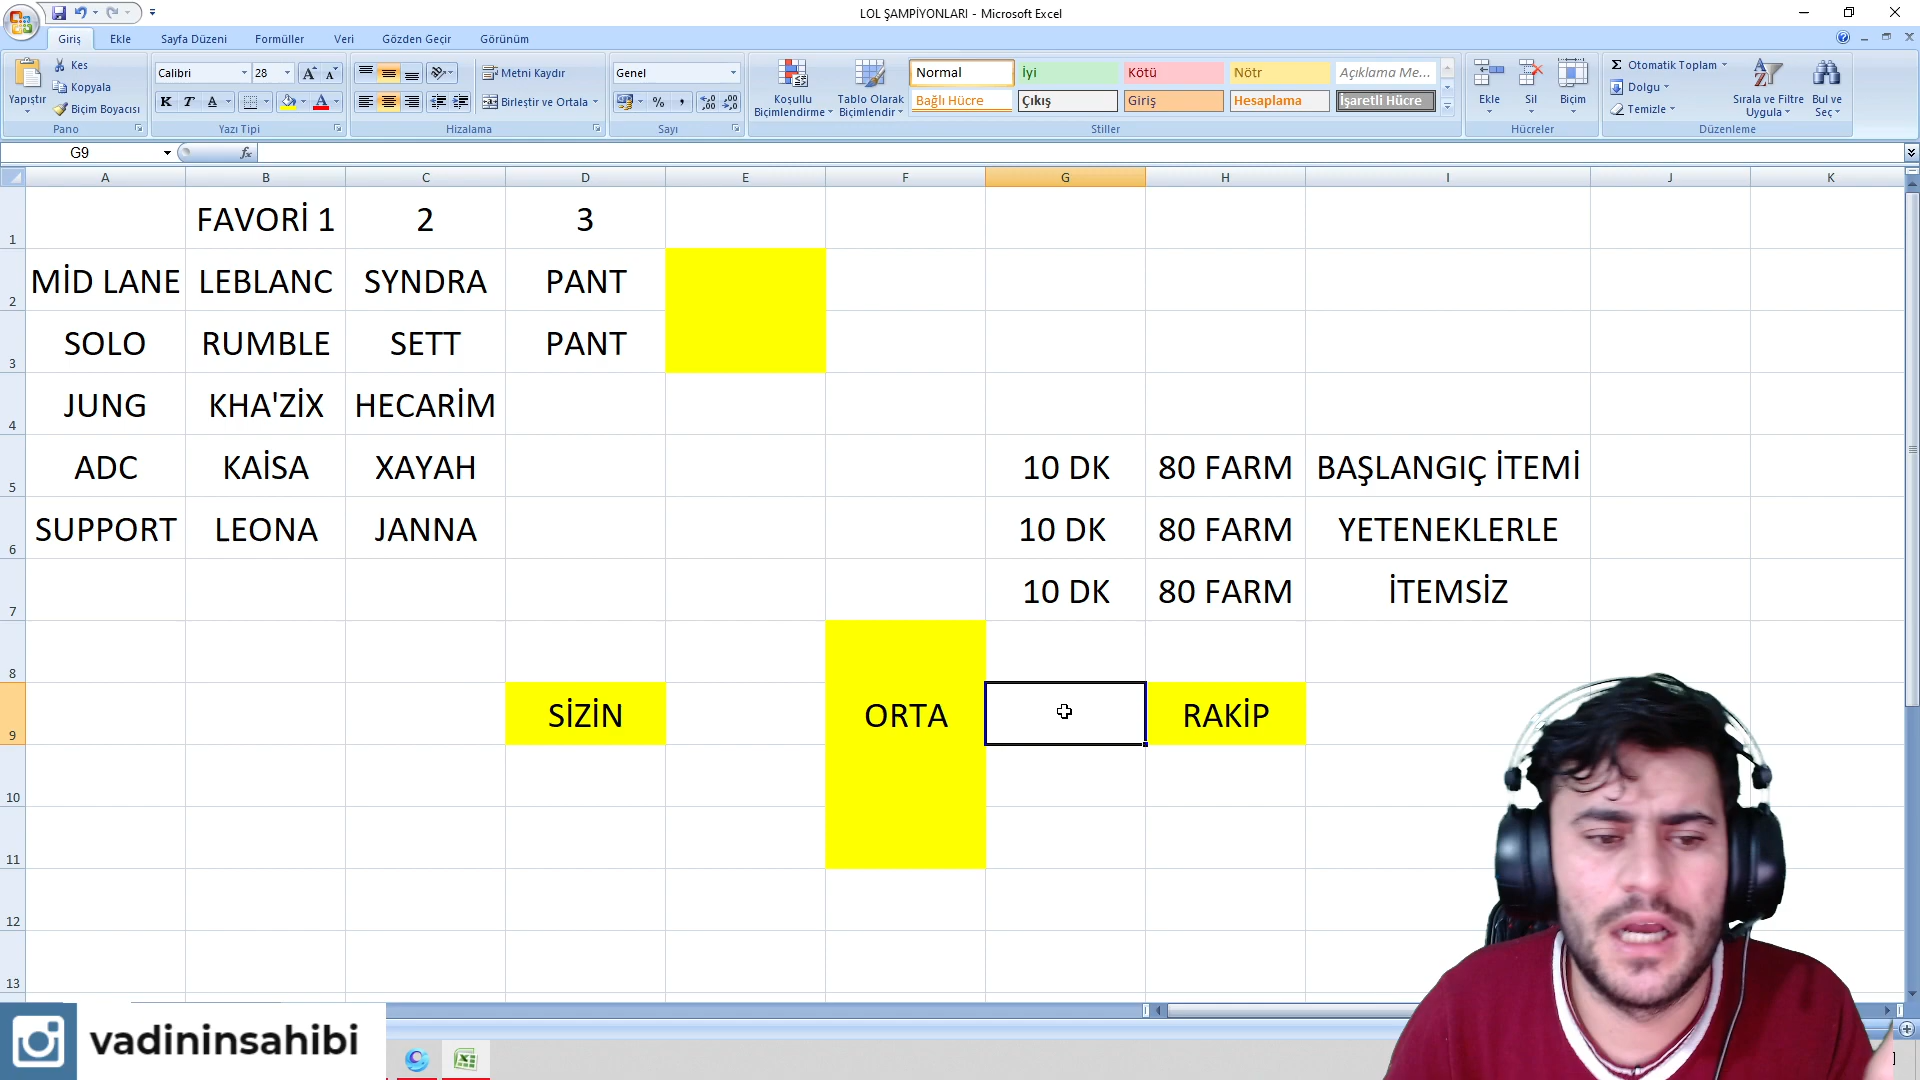 LOL ŞAMPİYONLARI - Microsoft Excel
Giriş Ekle Sayfa Düzeni Formüller Veri Gözden Geçir Görünüm
Yapıştır
Kes
Kopyala
Biçim Boyacısı
Pano
Calibri 28
K T A
Yazı Tipi
Metni Kaydır
Birleştir ve Ortala
Hizalama
Genel
Sayı
Koşullu Biçimlendirme
Tablo Olarak Biçimlendir
Normal İyi Kötü Nötr Açıklama Me...
Bağlı Hücre Çıkış Giriş Hesaplama İşaretli Hücre
Stiller
Ekle Sil Biçim
Hücreler
Σ Otomatik Toplam
Dolgu
Temizle
Sırala ve Filtre Uygula
Bul ve Seç
Düzenleme
G9 fx
A B C D E F G H I J K
1 FAVORİ 1 2 3
2 MİD LANE LEBLANC SYNDRA PANT
3 SOLO RUMBLE SETT PANT
4 JUNG KHA'ZİX HECARİM
5 ADC KAİSA XAYAH 10 DK 80 FARM BAŞLANGIÇ İTEMİ
6 SUPPORT LEONA JANNA 10 DK 80 FARM YETENEKLERLE
7 10 DK 80 FARM İTEMSİZ
8
9 SİZİN ORTA RAKİP
10
11
12
13
vadininsahibi